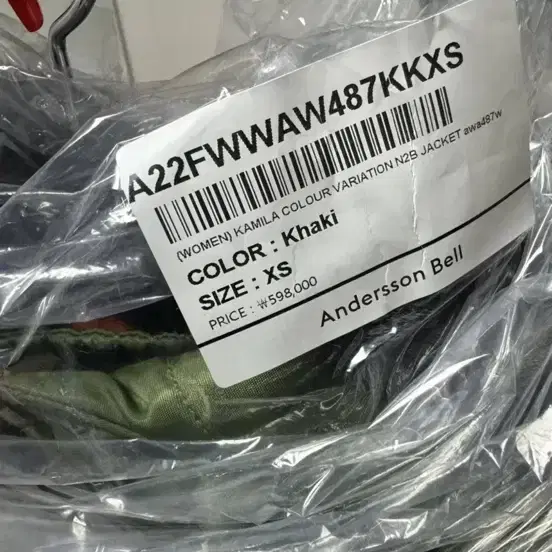 A22FWWAW487KKXS
(WOMEN) KAMILA COLOUR VARIATION N2B JACKET awa487w
COLOR : Khaki
SIZE : XS
PRICE : ₩598,000
Andersson Bell